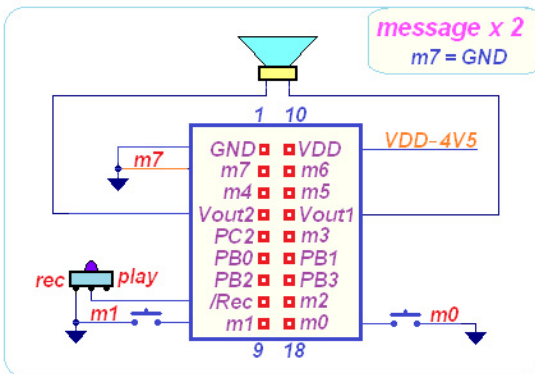 message x 2
m7 = GND
1 10
GND VDD
VDD-4V5
m7
m7 m6
m4 m5
Vout2 Vout1
PC2 m3
PB0 PB1
PB2 PB3
rec play
/Rec m2
m1
m1 m0
m0
9 18